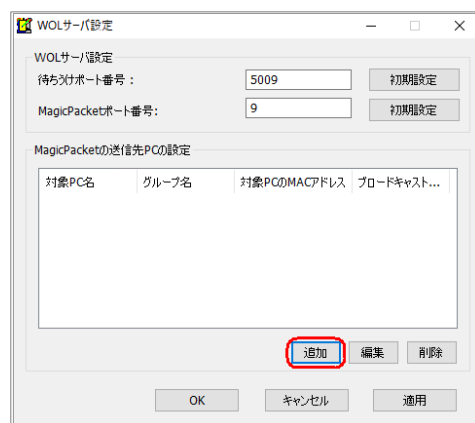 WOLサーバ設定
WOLサーバ設定
待ちうけポート番号：
5009
初期設定
MagicPacketポート番号:
9
初期設定
MagicPacketの送信先PCの設定
対象PC名 グループ名 対象PCのMACアドレス ブロードキャスト...
追加 編集 削除
OK キャンセル 適用